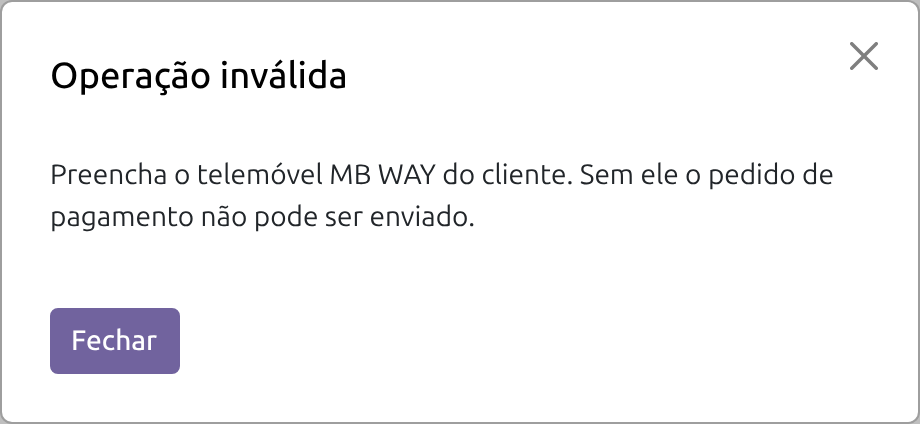 Operação inválida
Preencha o telemóvel MB WAY do cliente. Sem ele o pedido de
pagamento não pode ser enviado.
Fechar